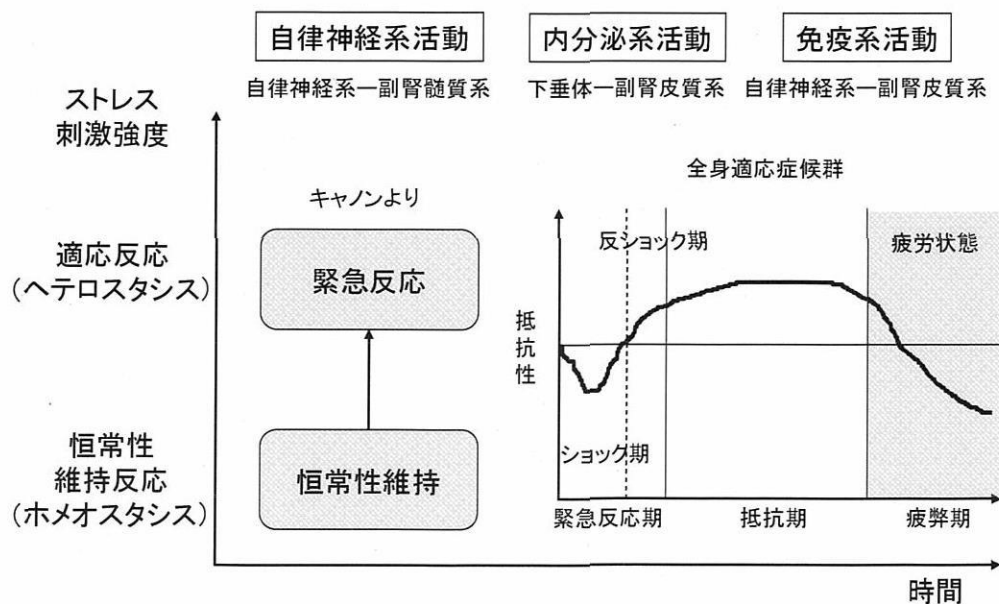 自律神経系活動
内分泌系活動
免疫系活動
自律神経系ー副腎髄質系
下垂体ー副腎皮質系
自律神経系ー副腎皮質系
ストレス
刺激強度
全身適応症候群
キャノンより
反ショック期
疲労状態
適応反応
(ヘテロスタシス)
緊急反応
抵
抗
性
恒常性
維持反応
(ホメオスタシス)
恒常性維持
ショック期
緊急反応期
抵抗期
疲弊期
時間